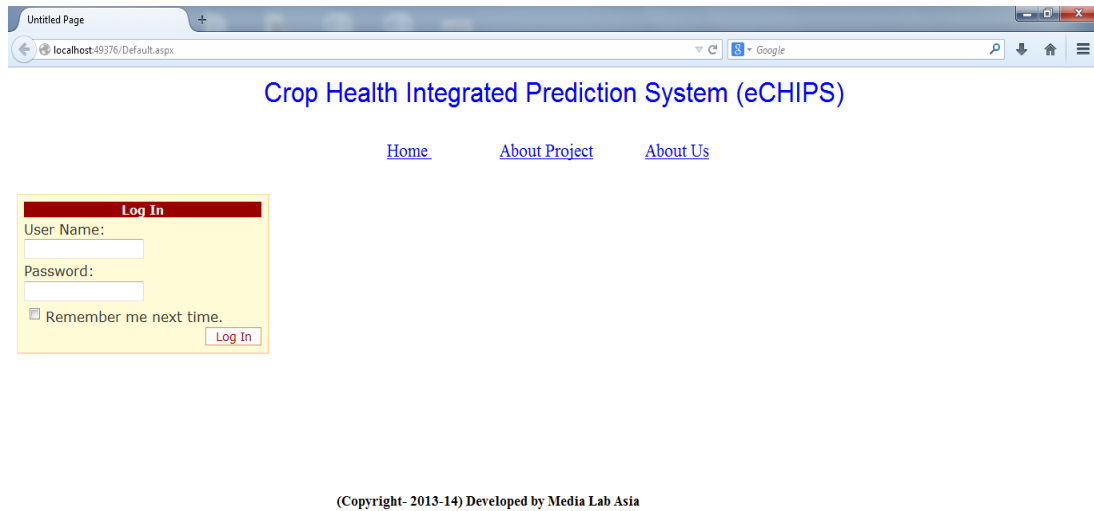 Untitled Page
localhost:49376/Default.aspx
8 Google
Crop Health Integrated Prediction System (eCHIPS)
Home About Project About Us
Log In
User Name:
Password:
Remember me next time.
Log In
(Copyright- 2013-14) Developed by Media Lab Asia